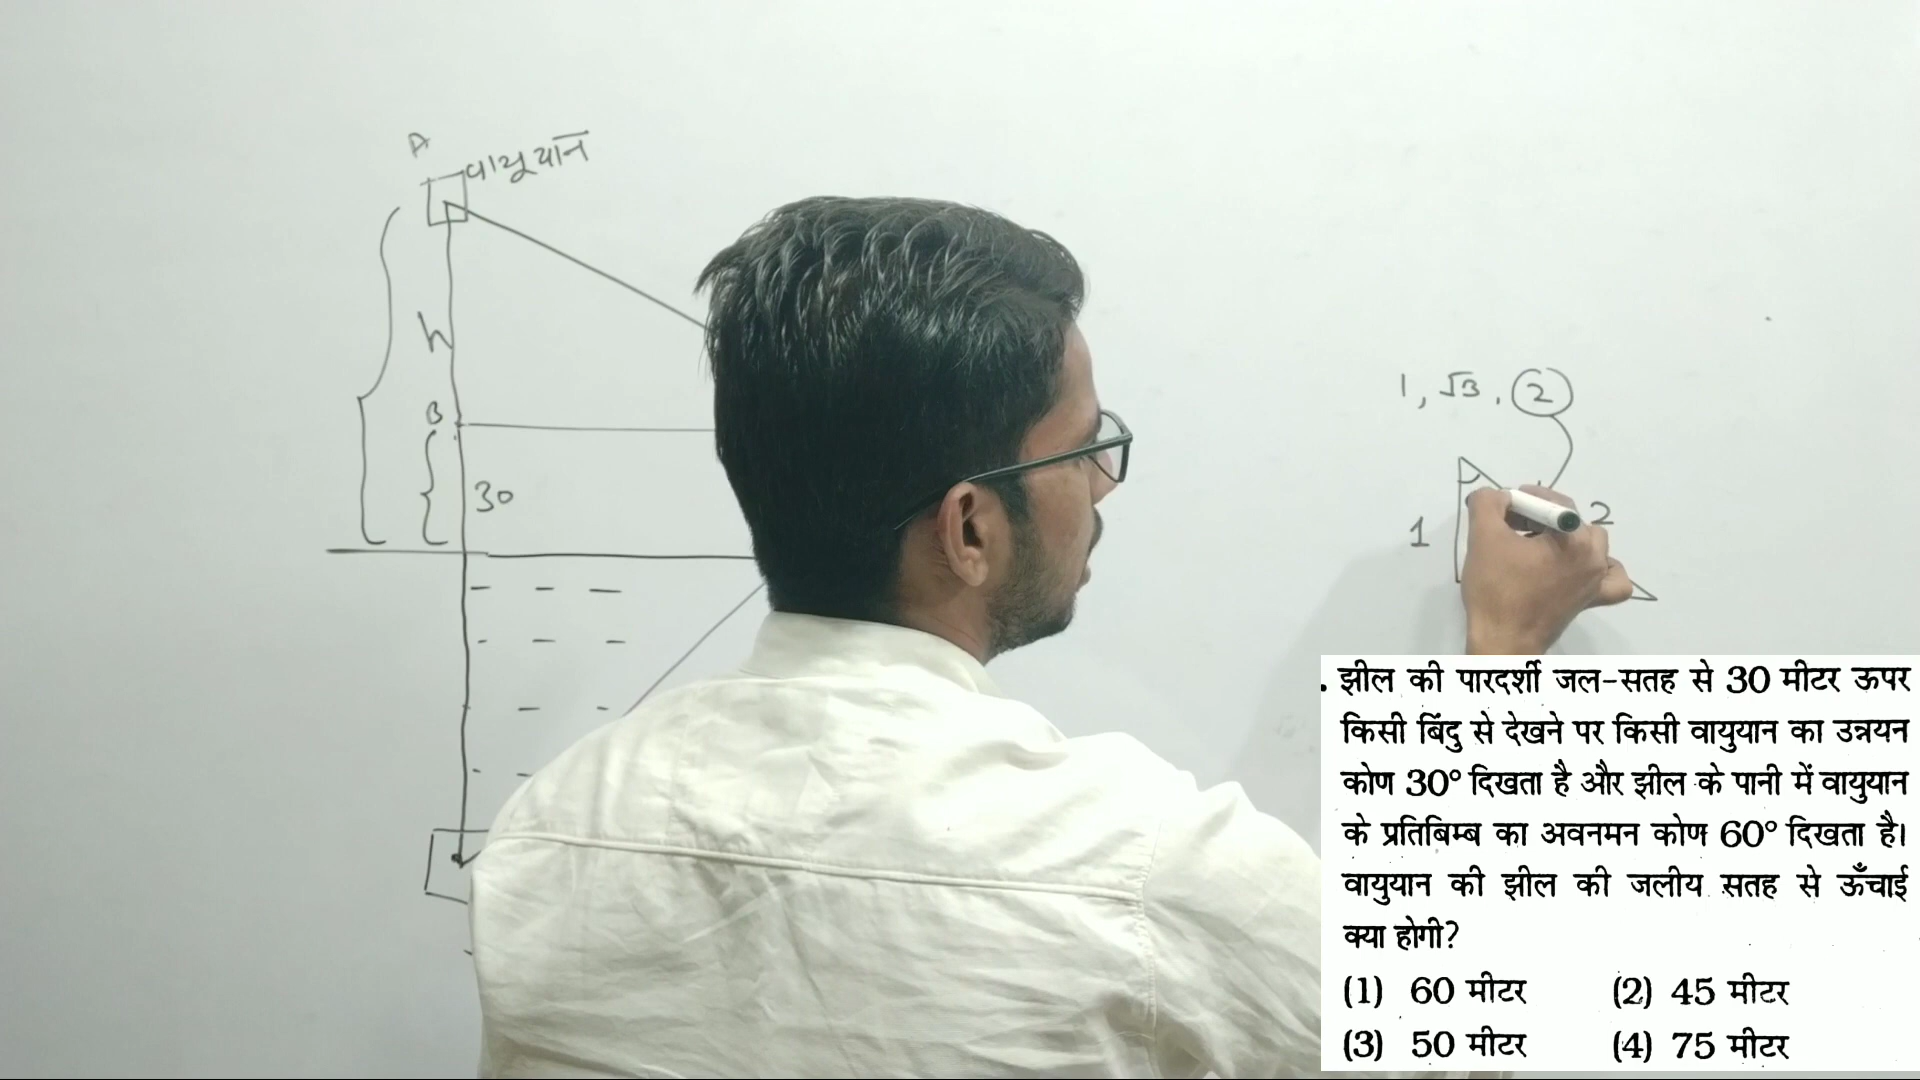 A
वायुयान
h
B
30
1, √3, 2
1
2
. झील की पारदर्शी जल-सतह से 30 मीटर ऊपर
किसी बिंदु से देखने पर किसी वायुयान का उन्नयन
कोण 30° दिखता है और झील के पानी में वायुयान
के प्रतिबिम्ब का अवनमन कोण 60° दिखता है।
वायुयान की झील की जलीय सतह से ऊँचाई
क्या होगी?
(1) 60 मीटर (2) 45 मीटर
(3) 50 मीटर (4) 75 मीटर